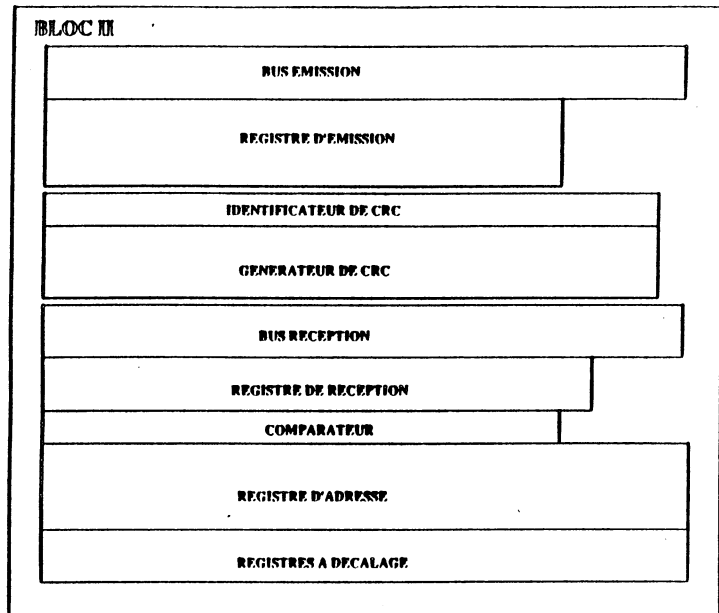 BLOC II
BUS EMISSION
REGISTRE D'EMISSION
IDENTIFICATEUR DE CRC
GENERATEUR DE CRC
BUS RECEPTION
REGISTRE DE RECEPTION
COMPARATEUR
REGISTRE D'ADRESSE
REGISTRES A DECALAGE